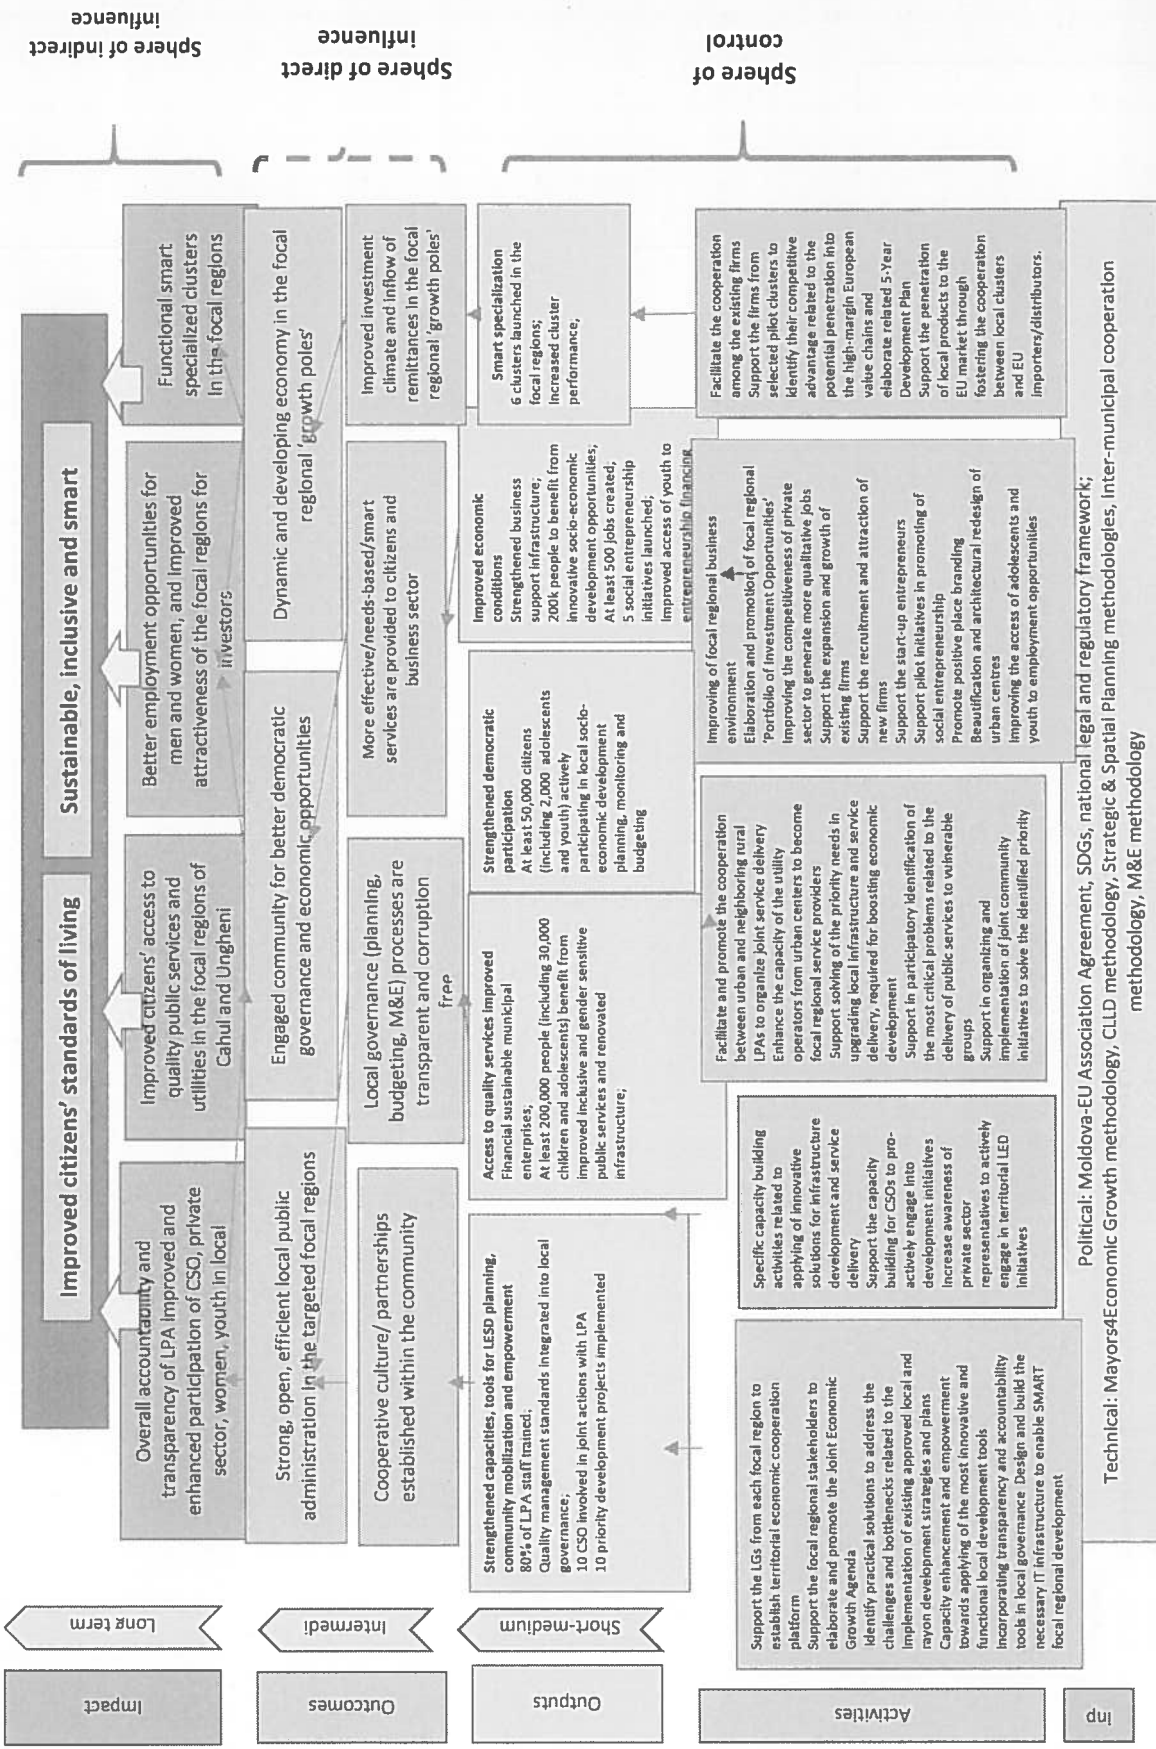 Impact
Long term
Improved citizens' standards of living
Sustainable, inclusive and smart
Sphere of indirect
influence
Overall accountability and
transparency of LPA improved and
enhanced participation of CSO, private
sector, women, youth in local
Improved citizens' access to
quality public services and
utilities in the focal regions of
Cahul and Ungheni
Better employment opportunities for
men and women, and improved
attractiveness of the focal regions for
investors
Functional smart
specialized clusters
In the focal regions
Outcomes
Intermedi
Strong, open, efficient local public
administration in the targeted focal regions
Engaged community for better democratic
governance and economic opportunities
Dynamic and developing economy in the focal
regional 'growth poles'
Sphere of direct
influence
Cooperative culture/ partnerships
established within the community
Local governance (planning,
budgeting, M&E) processes are
transparent and corruption
free
More effective/needs-based/smart
services are provided to citizens and
business sector
Improved investment
climate and inflow of
remittances in the focal
regional 'growth poles'
Outputs
Short-medium
Strengthened capacities, tools for LESD planning,
community mobilization and empowerment
80% of LPA staff trained;
Quality management standards integrated into local
governance;
10 CSO involved in joint actions with LPA
10 priority development projects implemented
Access to quality services improved
Financial sustainable municipal
enterprises;
At least 200,000 people (including 30,000
children and adolescents) benefit from
improved inclusive and gender sensitive
public services and renovated
infrastructure;
Strengthened democratic
participation
At least 50,000 citizens
(including 2,000 adolescents
and youth) actively
participating in local socio-
economic development
planning, monitoring and
budgeting
Improved economic
conditions
Strengthened business
support infrastructure;
200k people to benefit from
innovative socio-economic
development opportunities;
At least 500 jobs created;
5 social entrepreneurship
initiatives launched;
Improved access of youth to
entrepreneurship financing
Smart specialization
6 clusters launched in the
focal regions;
Increased cluster
performance;
Sphere of
control
Activities
Support the LGs from each focal region to
establish territorial economic cooperation
platform
Support the focal regional stakeholders to
elaborate and promote the Joint Economic
Growth Agenda
Identify practical solutions to address the
challenges and bottlenecks related to the
implementation of existing approved local and
rayon development strategies and plans
Capacity enhancement and empowerment
towards applying of the most innovative and
functional local development tools
Incorporating transparency and accountability
tools in local governance Design and build the
necessary IT infrastructure to enable SMART
focal regional development
Specific capacity building
activities related to
applying of innovative
solutions for infrastructure
development and service
delivery
Support the capacity
building for CSOs to pro-
actively engage into
development initiatives
Increase awareness of
private sector
representatives to actively
engage in territorial LED
initiatives
Facilitate and promote the cooperation
between urban and neighboring rural
LPAs to organize joint service delivery
Enhance the capacity of the utility
operators from urban centers to become
focal regional service providers
Support solving of the priority needs in
upgrading local infrastructure and service
delivery, required for boosting economic
development
Support in participatory identification of
the most critical problems related to the
delivery of public services to vulnerable
groups
Support in organizing and
implementation of joint community
initiatives to solve the identified priority
Improving of focal regional business
environment
Elaboration and promotion of focal regional
'Portfolio of Investment Opportunities'
Improving the competitiveness of private
sector to generate more qualitative jobs
Support the expansion and growth of
existing firms
Support the recruitment and attraction of
new firms
Support the start-up entrepreneurs
Support pilot initiatives in promoting of
social entrepreneurship
Promote positive place branding
Beautification and architectural redesign of
urban centres
Improving the access of adolescents and
youth to employment opportunities
Facilitate the cooperation
among the existing firms
Support the firms from
selected pilot clusters to
identify their competitive
advantage related to the
potential penetration into
the high-margin European
value chains and
elaborate related 5-Year
Development Plan
Support the penetration
of local products to the
EU market through
fostering the cooperation
between local clusters
and EU
importers/distributors.
Inp
Political: Moldova-EU Association Agreement, SDGs, national legal and regulatory framework;
Technical: Mayors4Economic Growth methodology, CLLD methodology, Strategic & Spatial Planning methodologies, Inter-municipal cooperation
methodology, M&E methodology